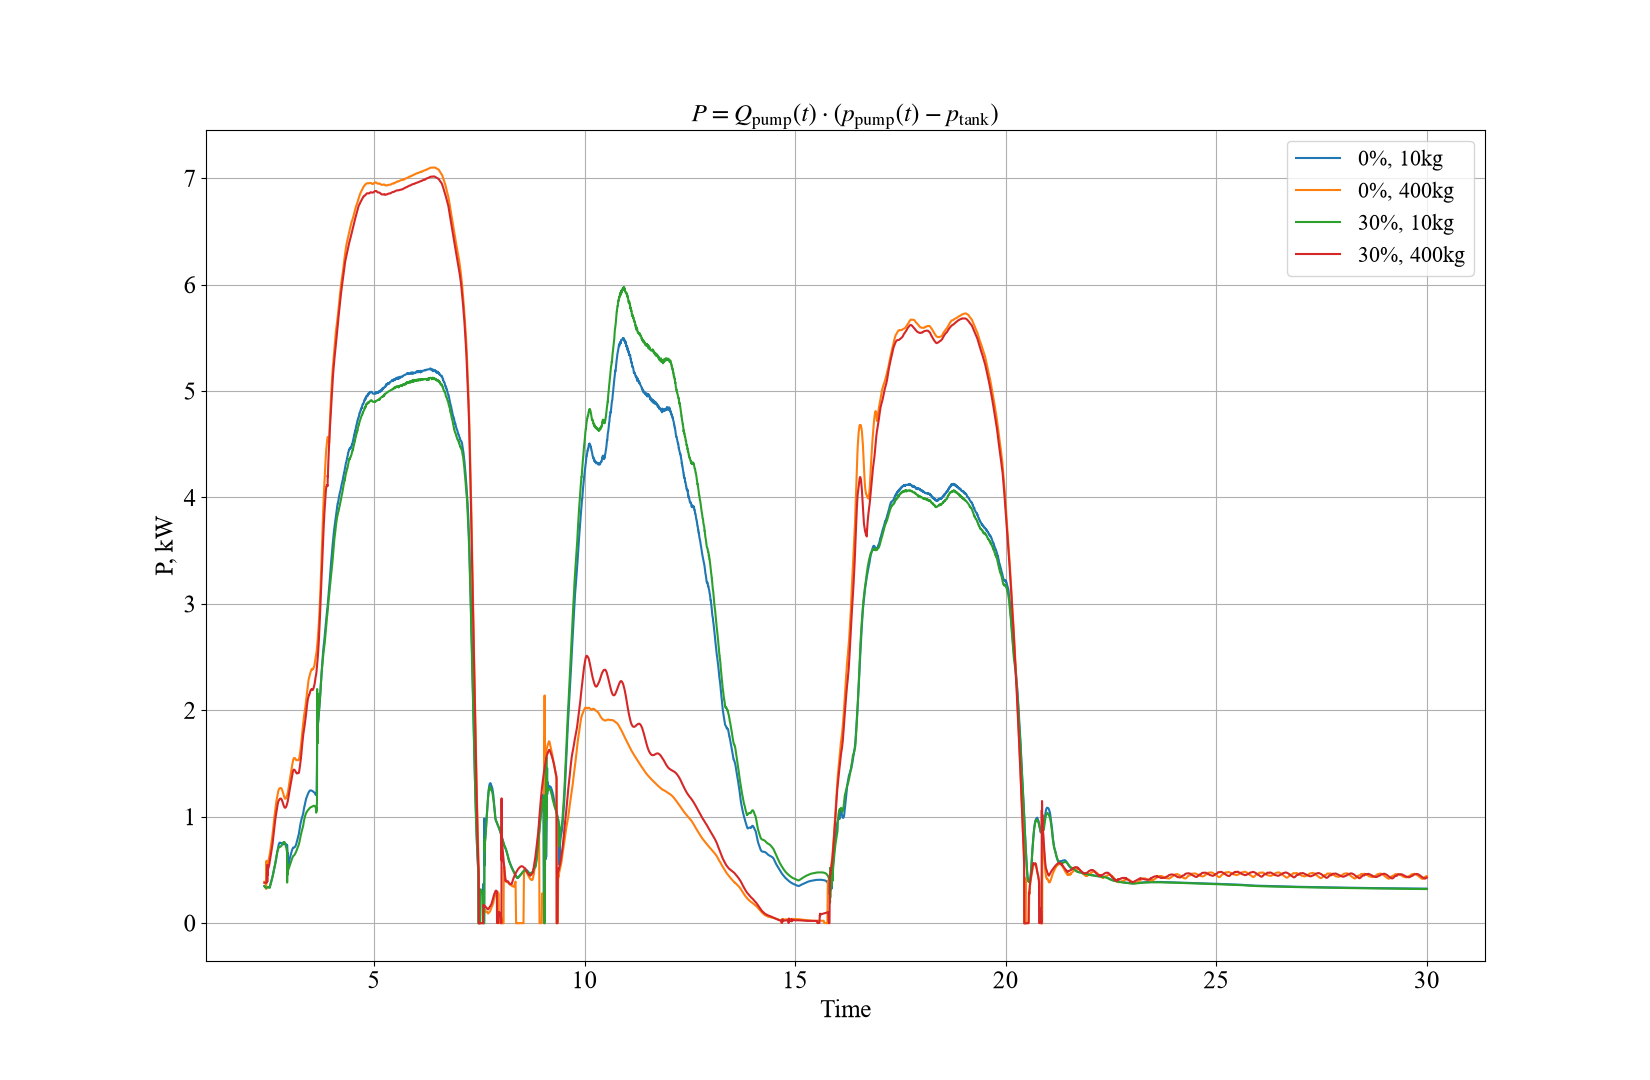 P = Q_pump(t) · (p_pump(t) − p_tank)
0%, 10kg
0%, 400kg
30%, 10kg
30%, 400kg
7
6
5
4
3
2
1
0
P, kW
5 10 15 20 25 30
Time